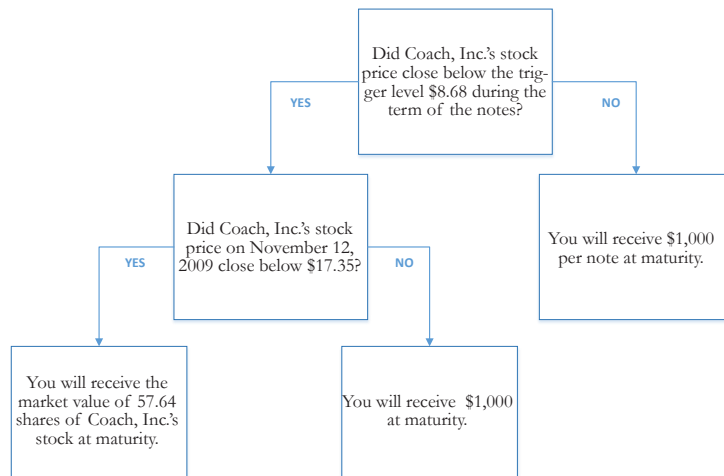 Did Coach, Inc.'s stock
price close below the trig-
ger level $8.68 during the
term of the notes?
YES
NO
Did Coach, Inc.'s stock
price on November 12,
2009 close below $17.35?
You will receive $1,000
per note at maturity.
YES
NO
You will receive the
market value of 57.64
shares of Coach, Inc.'s
stock at maturity.
You will receive $1,000
at maturity.